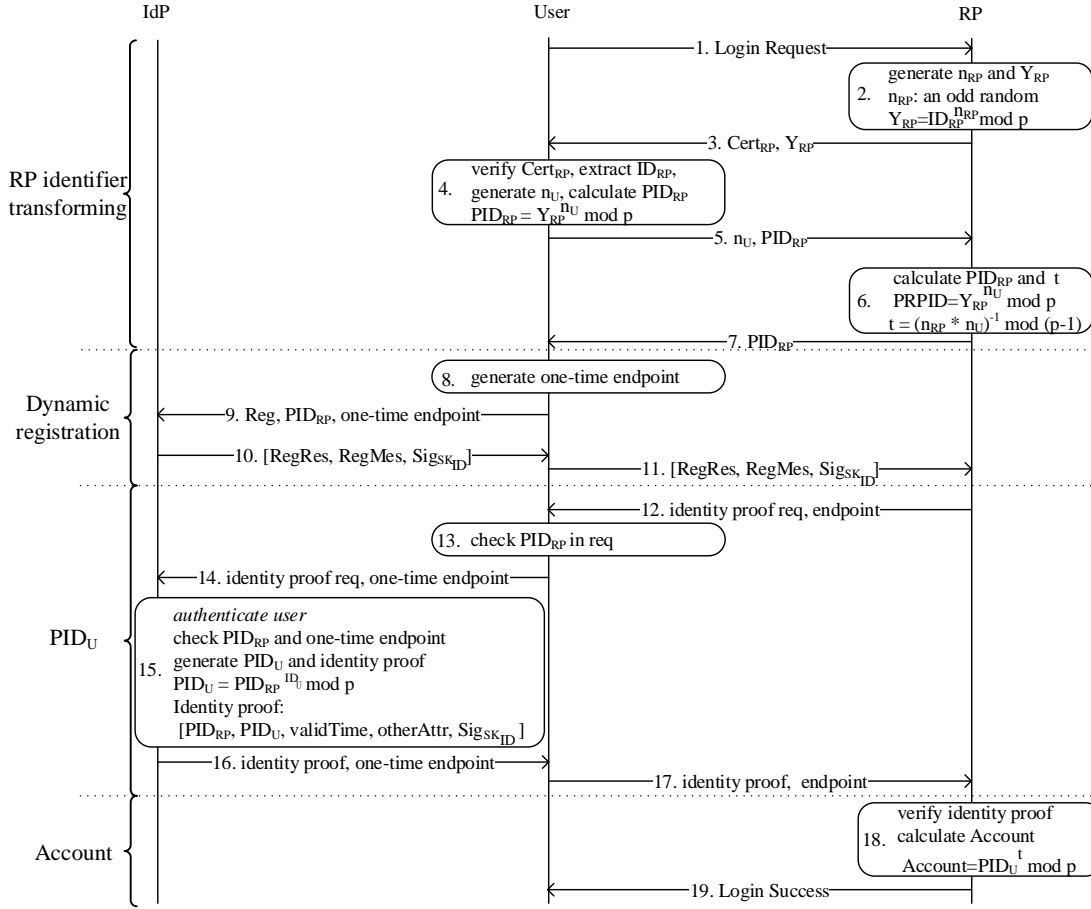 IdP User RP
1. Login Request
2. generate n_RP and Y_RP
n_RP: an odd random
Y_RP=ID_RP^n_RP mod p
3. Cert_RP, Y_RP
RP identifier
transforming
4. verify Cert_RP, extract ID_RP,
generate n_U, calculate PID_RP
PID_RP = Y_RP^n_U mod p
5. n_U, PID_RP
6. calculate PID_RP and t
PRPID=Y_RP^n_U mod p
t = (n_RP * n_U)^-1 mod (p-1)
7. PID_RP
Dynamic
registration
8. generate one-time endpoint
9. Reg, PID_RP, one-time endpoint
10. [RegRes, RegMes, Sig_SK_ID]
11. [RegRes, RegMes, Sig_SK_ID]
12. identity proof req, endpoint
13. check PID_RP in req
14. identity proof req, one-time endpoint
PID_U
15. authenticate user
check PID_RP and one-time endpoint
generate PID_U and identity proof
PID_U = PID_RP^ID_U mod p
Identity proof:
[PID_RP, PID_U, validTime, otherAttr, Sig_SK_ID ]
16. identity proof, one-time endpoint
17. identity proof, endpoint
Account
18. verify identity proof
calculate Account
Account=PID_U^t mod p
19. Login Success